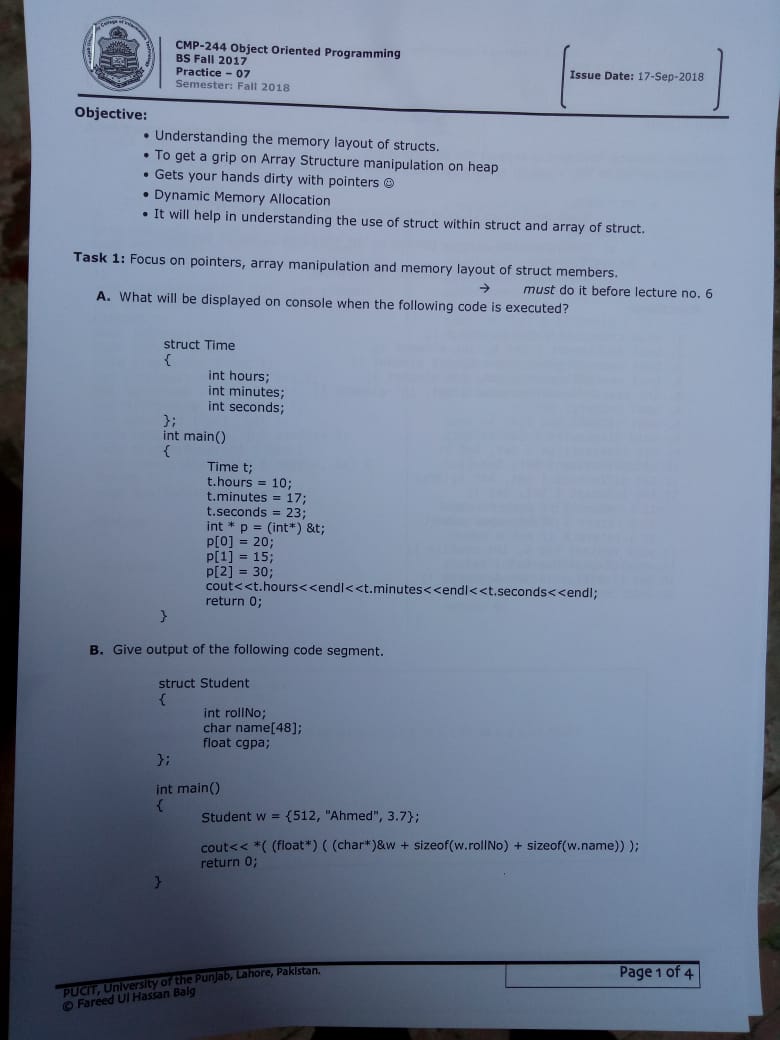 CMP-244 Object Oriented Programming
BS Fall 2017
Practice – 07
Semester: Fall 2018
Issue Date: 17-Sep-2018
Objective:
• Understanding the memory layout of structs.
• To get a grip on Array Structure manipulation on heap
• Gets your hands dirty with pointers ☺
• Dynamic Memory Allocation
• It will help in understanding the use of struct within struct and array of struct.
Task 1: Focus on pointers, array manipulation and memory layout of struct members.
→ must do it before lecture no. 6
A. What will be displayed on console when the following code is executed?
struct Time
{
int hours;
int minutes;
int seconds;
};
int main()
{
Time t;
t.hours = 10;
t.minutes = 17;
t.seconds = 23;
int * p = (int*) &t;
p[0] = 20;
p[1] = 15;
p[2] = 30;
cout<<t.hours<<endl<<t.minutes<<endl<<t.seconds<<endl;
return 0;
}
B. Give output of the following code segment.
struct Student
{
int rollNo;
char name[48];
float cgpa;
};
int main()
{
Student w = {512, "Ahmed", 3.7};
cout<< *( (float*) ( (char*)&w + sizeof(w.rollNo) + sizeof(w.name)) );
return 0;
}
PUCIT, University of the Punjab, Lahore, Pakistan.
© Fareed Ul Hassan Baig
Page 1 of 4